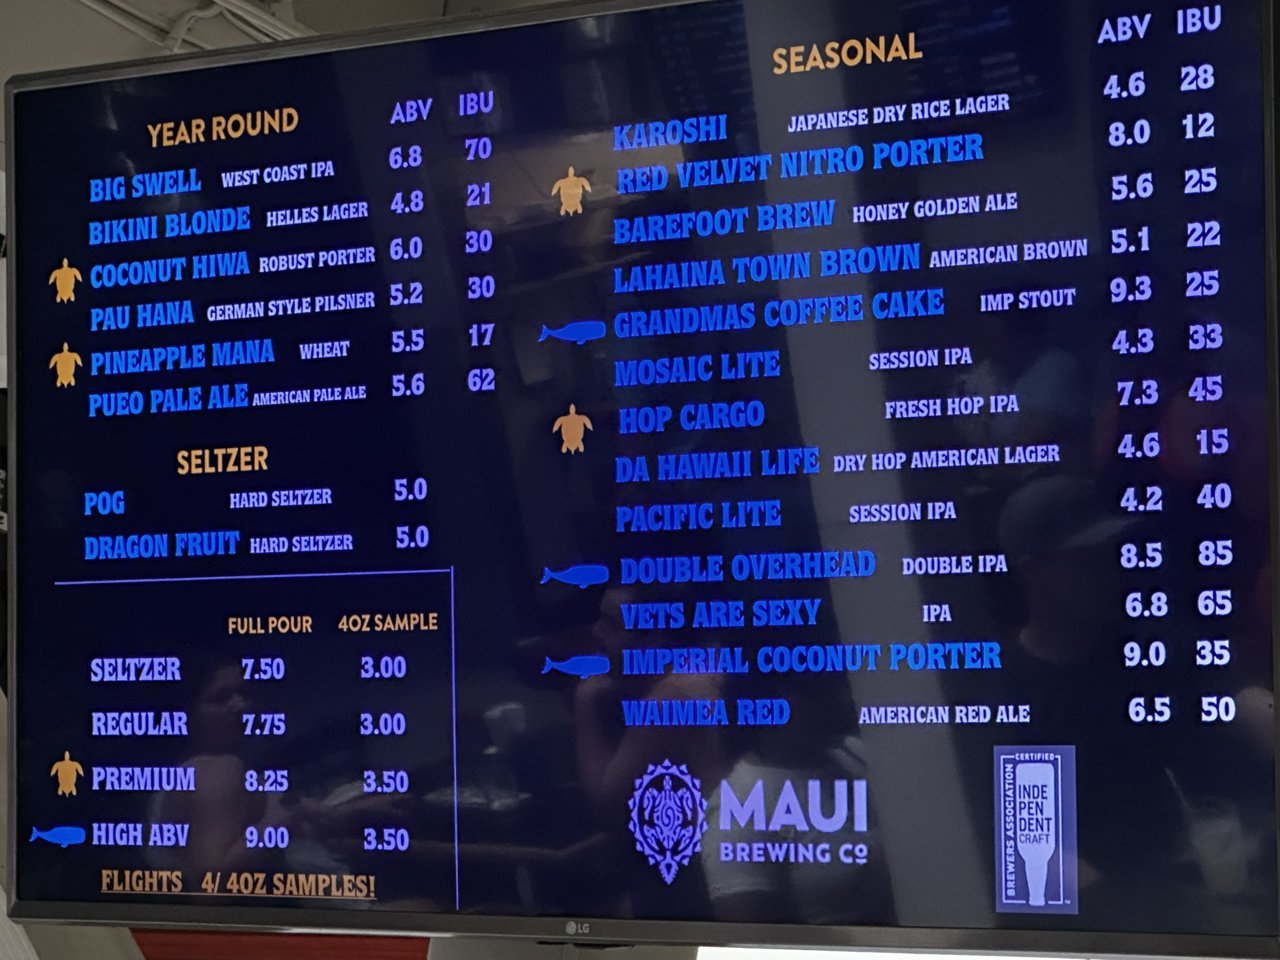 YEAR ROUND ABV IBU
BIG SWELL WEST COAST IPA 6.8 70
BIKINI BLONDE HELLES LAGER 4.8 21
COCONUT HIWA ROBUST PORTER 6.0 30
PAU HANA GERMAN STYLE PILSNER 5.2 30
PINEAPPLE MANA WHEAT 5.5 17
PUEO PALE ALE AMERICAN PALE ALE 5.6 62
SELTZER
POG HARD SELTZER 5.0
DRAGON FRUIT HARD SELTZER 5.0
FULL POUR 4OZ SAMPLE
SELTZER 7.50 3.00
REGULAR 7.75 3.00
PREMIUM 8.25 3.50
HIGH ABV 9.00 3.50
FLIGHTS 4/ 4OZ SAMPLES!
SEASONAL ABV IBU
KAROSHI JAPANESE DRY RICE LAGER 4.6 28
RED VELVET NITRO PORTER 8.0 12
BAREFOOT BREW HONEY GOLDEN ALE 5.6 25
LAHAINA TOWN BROWN AMERICAN BROWN 5.1 22
GRANDMAS COFFEE CAKE IMP STOUT 9.3 25
MOSAIC LITE SESSION IPA 4.3 33
HOP CARGO FRESH HOP IPA 7.3 45
DA HAWAII LIFE DRY HOP AMERICAN LAGER 4.6 15
PACIFIC LITE SESSION IPA 4.2 40
DOUBLE OVERHEAD DOUBLE IPA 8.5 85
VETS ARE SEXY IPA 6.8 65
IMPERIAL COCONUT PORTER 9.0 35
WAIMEA RED AMERICAN RED ALE 6.5 50
MAUI
BREWING Co
CERTIFIED
BREWERS ASSOCIATION
INDE
PEN
DENT
CRAFT
TM
LG